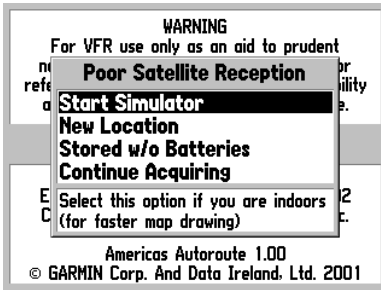 WARNING
For VFR use only as an aid to prudent
Poor Satellite Reception
Start Simulator
New Location
Stored w/o Batteries
Continue Acquiring
Select this option if you are indoors
(for faster map drawing)
Americas Autoroute 1.00
© GARMIN Corp. And Data Ireland, Ltd. 2001